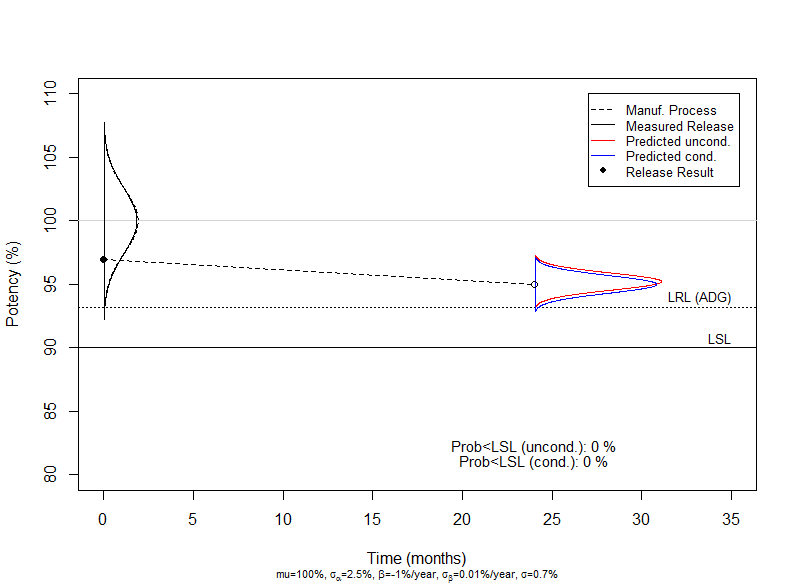 110
105
100
95
90
85
80
Potency (%)
Manuf. Process
Measured Release
Predicted uncond.
Predicted cond.
Release Result
LRL (ADG)
LSL
Prob<LSL (uncond.): 0 %
Prob<LSL (cond.): 0 %
0 5 10 15 20 25 30 35
Time (months)
mu=100%, σα=2.5%, β=-1%/year, σβ=0.01%/year, σ=0.7%